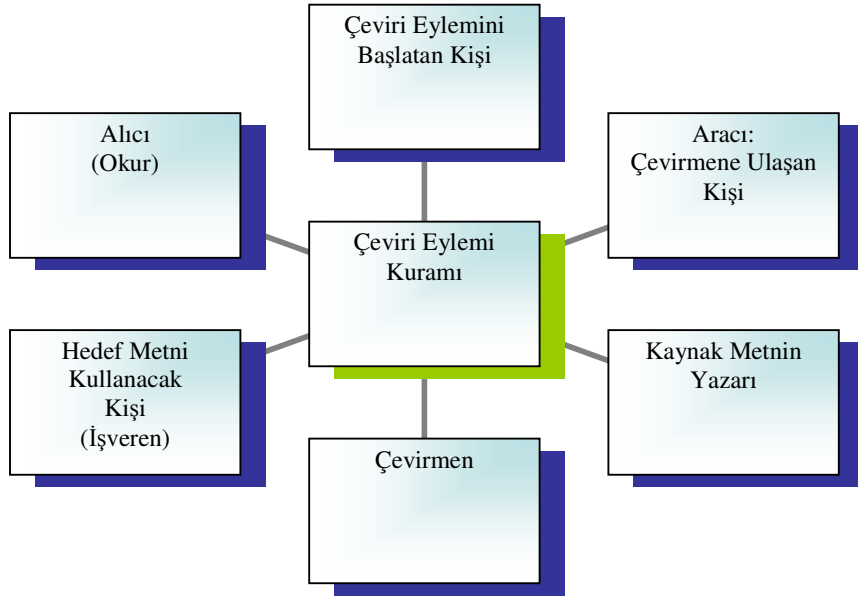 Çeviri Eylemini
Başlatan Kişi
Alıcı
(Okur)
Aracı:
Çevirmene Ulaşan
Kişi
Çeviri Eylemi
Kuramı
Hedef Metni
Kullanacak
Kişi
(İşveren)
Kaynak Metnin
Yazarı
Çevirmen